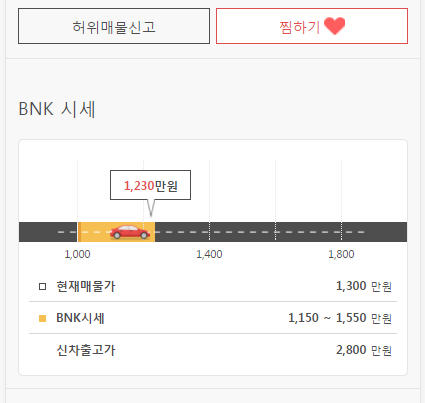 허위매물신고 찜하기
BNK 시세
1,230만원
1,000 1,400 1,800
현재매물가 1,300 만원
BNK시세 1,150 ~ 1,550 만원
신차출고가 2,800 만원